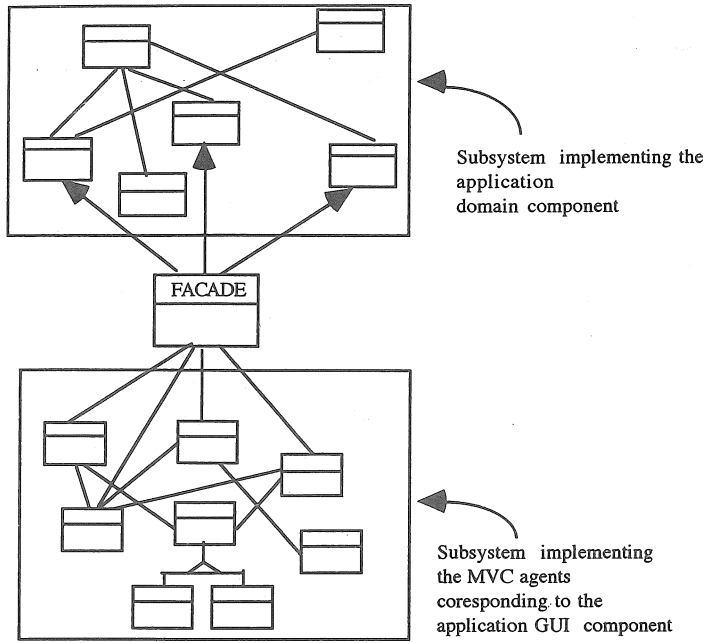 Subsystem implementing the
application
domain component
FACADE
Subsystem implementing
the MVC agents
coresponding to the
application GUI component